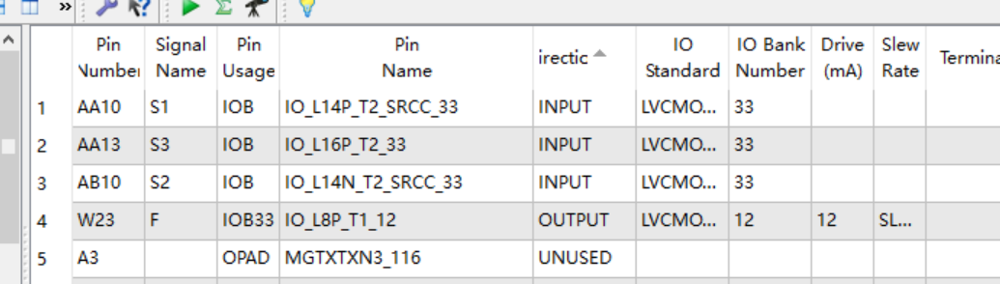 Pin Number Signal Name Pin Usage Pin Name irectic IO Standard IO Bank Number Drive (mA) Slew Rate Termina
1 AA10 S1 IOB IO_L14P_T2_SRCC_33 INPUT LVCMO... 33
2 AA13 S3 IOB IO_L16P_T2_33 INPUT LVCMO... 33
3 AB10 S2 IOB IO_L14N_T2_SRCC_33 INPUT LVCMO... 33
4 W23 F IOB33 IO_L8P_T1_12 OUTPUT LVCMO... 12 12 SL...
5 A3 OPAD MGTXTXN3_116 UNUSED